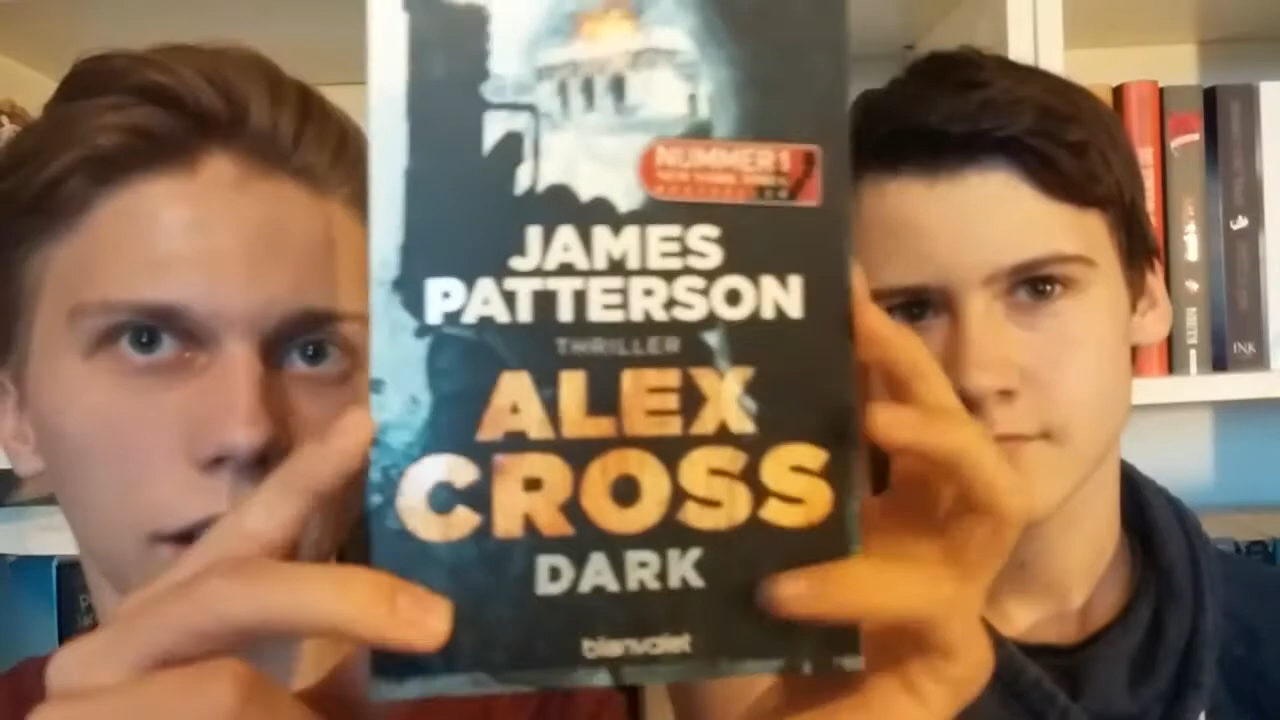 NUMMER 1
JAMES
PATTERSON
THRILLER
ALEX
CROSS
DARK
blanvalet
INK